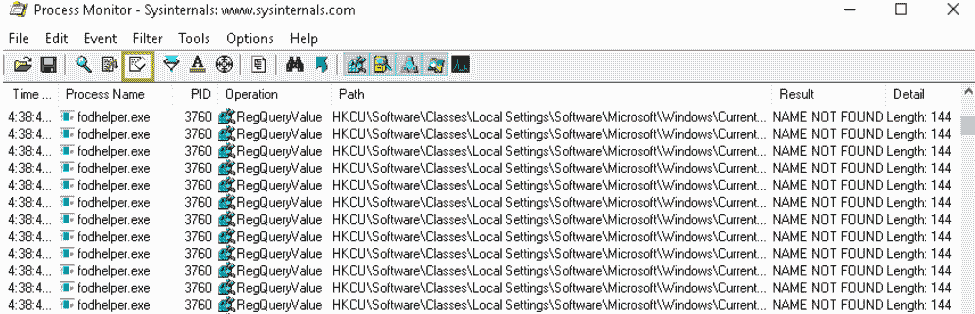 Process Monitor - Sysinternals: www.sysinternals.com
File Edit Event Filter Tools Options Help
Time ... Process Name PID Operation Path Result Detail
4:38:4... fodhelper.exe 3760 RegQueryValue HKCU\Software\Classes\Local Settings\Software\Microsoft\Windows\Current... NAME NOT FOUND Length: 144
4:38:4... fodhelper.exe 3760 RegQueryValue HKCU\Software\Classes\Local Settings\Software\Microsoft\Windows\Current... NAME NOT FOUND Length: 144
4:38:4... fodhelper.exe 3760 RegQueryValue HKCU\Software\Classes\Local Settings\Software\Microsoft\Windows\Current... NAME NOT FOUND Length: 144
4:38:4... fodhelper.exe 3760 RegQueryValue HKCU\Software\Classes\Local Settings\Software\Microsoft\Windows\Current... NAME NOT FOUND Length: 144
4:38:4... fodhelper.exe 3760 RegQueryValue HKCU\Software\Classes\Local Settings\Software\Microsoft\Windows\Current... NAME NOT FOUND Length: 144
4:38:4... fodhelper.exe 3760 RegQueryValue HKCU\Software\Classes\Local Settings\Software\Microsoft\Windows\Current... NAME NOT FOUND Length: 144
4:38:4... fodhelper.exe 3760 RegQueryValue HKCU\Software\Classes\Local Settings\Software\Microsoft\Windows\Current... NAME NOT FOUND Length: 144
4:38:4... fodhelper.exe 3760 RegQueryValue HKCU\Software\Classes\Local Settings\Software\Microsoft\Windows\Current... NAME NOT FOUND Length: 144
4:38:4... fodhelper.exe 3760 RegQueryValue HKCU\Software\Classes\Local Settings\Software\Microsoft\Windows\Current... NAME NOT FOUND Length: 144
4:38:4... fodhelper.exe 3760 RegQueryValue HKCU\Software\Classes\Local Settings\Software\Microsoft\Windows\Current... NAME NOT FOUND Length: 144
4:38:4... fodhelper.exe 3760 RegQueryValue HKCU\Software\Classes\Local Settings\Software\Microsoft\Windows\Current... NAME NOT FOUND Length: 144
4:38:4... fodhelper.exe 3760 RegQueryValue HKCU\Software\Classes\Local Settings\Software\Microsoft\Windows\Current... NAME NOT FOUND Length: 144